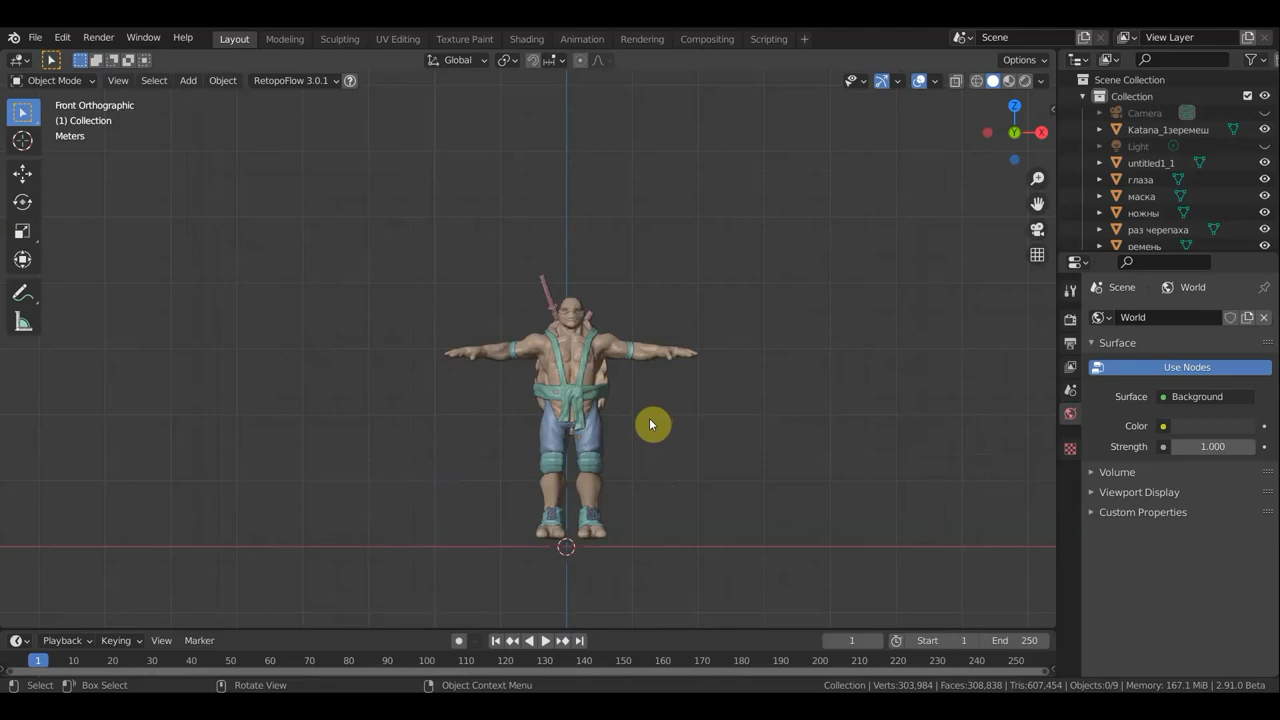 File Edit Render Window Help Layout Modeling Sculpting UV Editing Texture Paint Shading Animation Rendering Compositing Scripting + Scene View Layer
Global Options
Object Mode View Select Add Object RetopoFlow 3.0.1
Front Orthographic
(1) Collection
Meters
Z
Y
X
Scene Collection
Collection
Camera
Katana_1зеремеш
Light
untitled1_1
глаза
маска
ножны
раз черепаха
ремень
Scene World
World
Surface
Use Nodes
Surface Background
Color
Strength 1.000
Volume
Viewport Display
Custom Properties
Playback Keying View Marker 1 Start 1 End 250
1 10 20 30 40 50 60 70 80 90 100 110 120 130 140 150 160 170 180 190 200 210 220 230 240 250
Select Box Select Rotate View Object Context Menu Collection | Verts:303,984 | Faces:308,838 | Tris:607,454 | Objects:0/9 | Memory: 167.1 MiB | 2.91.0 Beta